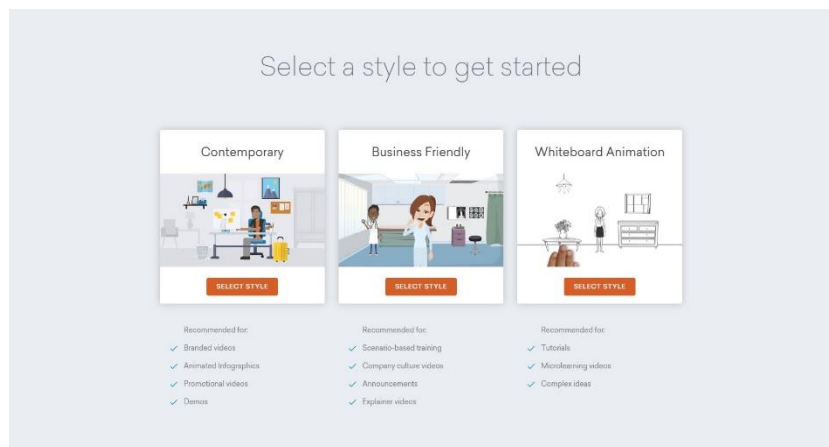 Select a style to get started
Contemporary
Business Friendly
Whiteboard Animation
SELECT STYLE
SELECT STYLE
SELECT STYLE
Recommended for:
Branded videos
Animated Infographics
Promotional videos
Demos
Recommended for:
Scenario-based training
Company culture videos
Announcements
Explainer videos
Recommended for:
Tutorials
Microlearning videos
Complex ideas